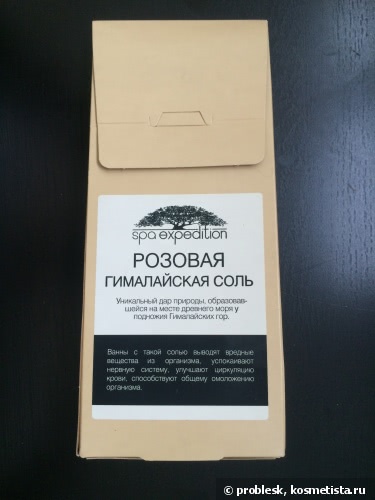 spa expedition
РОЗОВАЯ
ГИМАЛАЙСКАЯ СОЛЬ
Уникальный дар природы, образовав-
шейся на месте древнего моря у
подножия Гималайских гор.
Ванны с такой солью выводят вредные
вещества из организма, успокаивают
нервную систему, улучшают циркуляцию
крови, способствуют общему омоложению
организма.
© problesk, kosmetista.ru